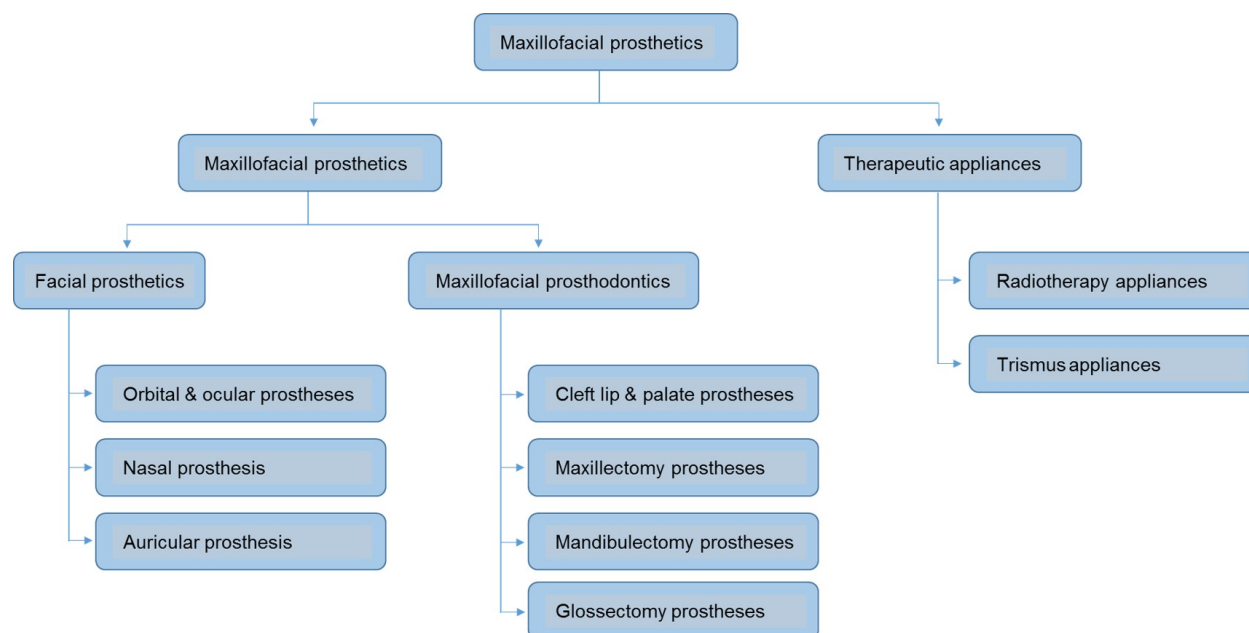 Maxillofacial prosthetics
Maxillofacial prosthetics
Therapeutic appliances
Facial prosthetics
Maxillofacial prosthodontics
Radiotherapy appliances
Trismus appliances
Orbital & ocular prostheses
Cleft lip & palate prostheses
Nasal prosthesis
Maxillectomy prostheses
Auricular prosthesis
Mandibulectomy prostheses
Glossectomy prostheses